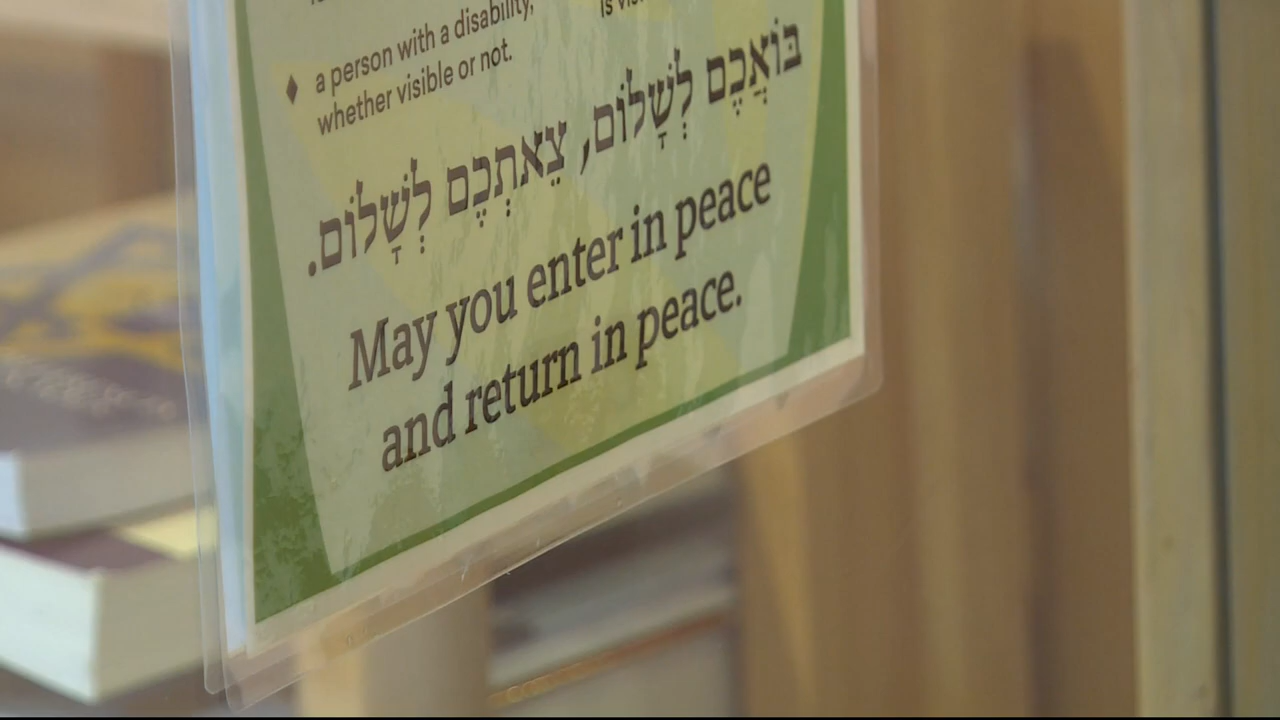 a person with a disability,
whether visible or not.
בּוֹאֲכֶם לְשָׁלוֹם, צֵאתְכֶם לְשָׁלוֹם.
May you enter in peace
and return in peace.